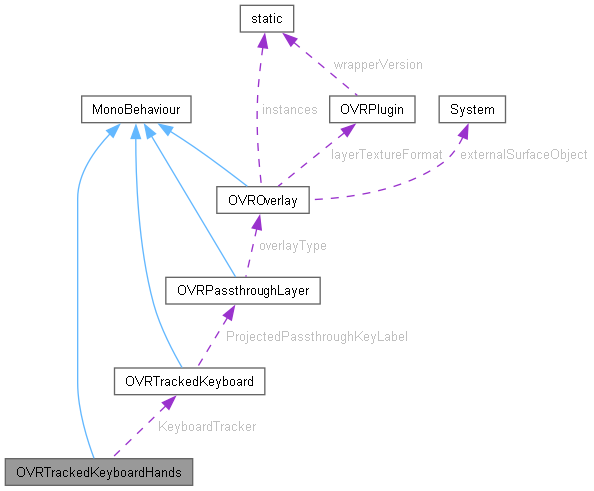 static
wrapperVersion
MonoBehaviour
instances
OVRPlugin
System
layerTextureFormat
externalSurfaceObject
OVROverlay
overlayType
OVRPassthroughLayer
ProjectedPassthroughKeyLabel
OVRTrackedKeyboard
KeyboardTracker
OVRTrackedKeyboardHands